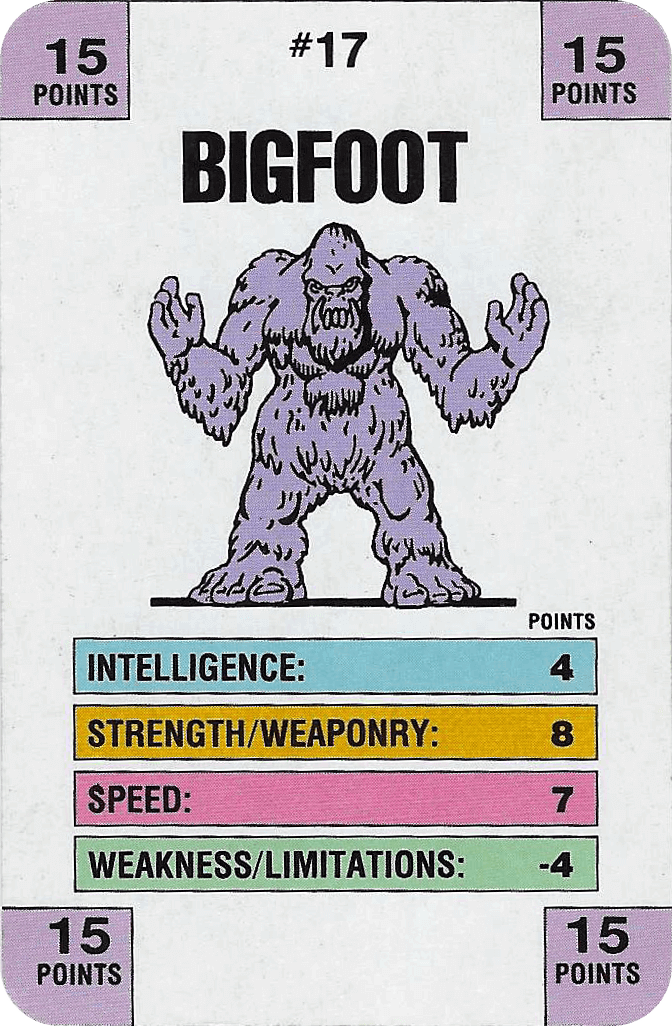 15 POINTS
#17
15 POINTS
BIGFOOT
POINTS
INTELLIGENCE: 4
STRENGTH/WEAPONRY: 8
SPEED: 7
WEAKNESS/LIMITATIONS: -4
15 POINTS
15 POINTS